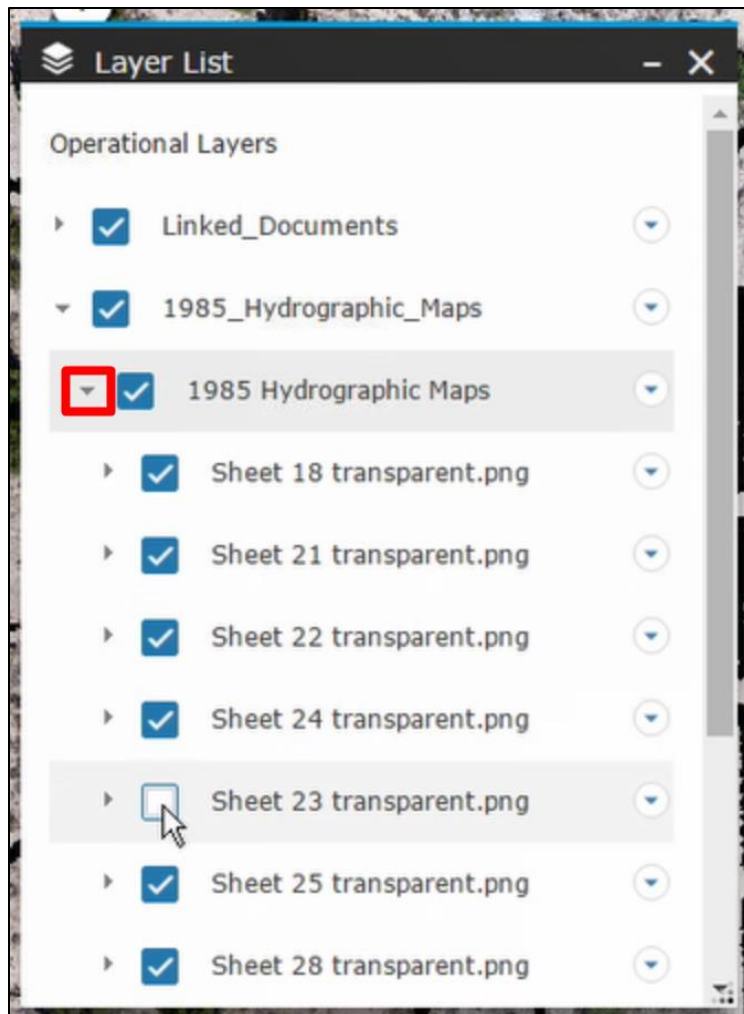 Layer List
Operational Layers
Linked_Documents
1985_Hydrographic_Maps
1985 Hydrographic Maps
Sheet 18 transparent.png
Sheet 21 transparent.png
Sheet 22 transparent.png
Sheet 24 transparent.png
Sheet 23 transparent.png
Sheet 25 transparent.png
Sheet 28 transparent.png